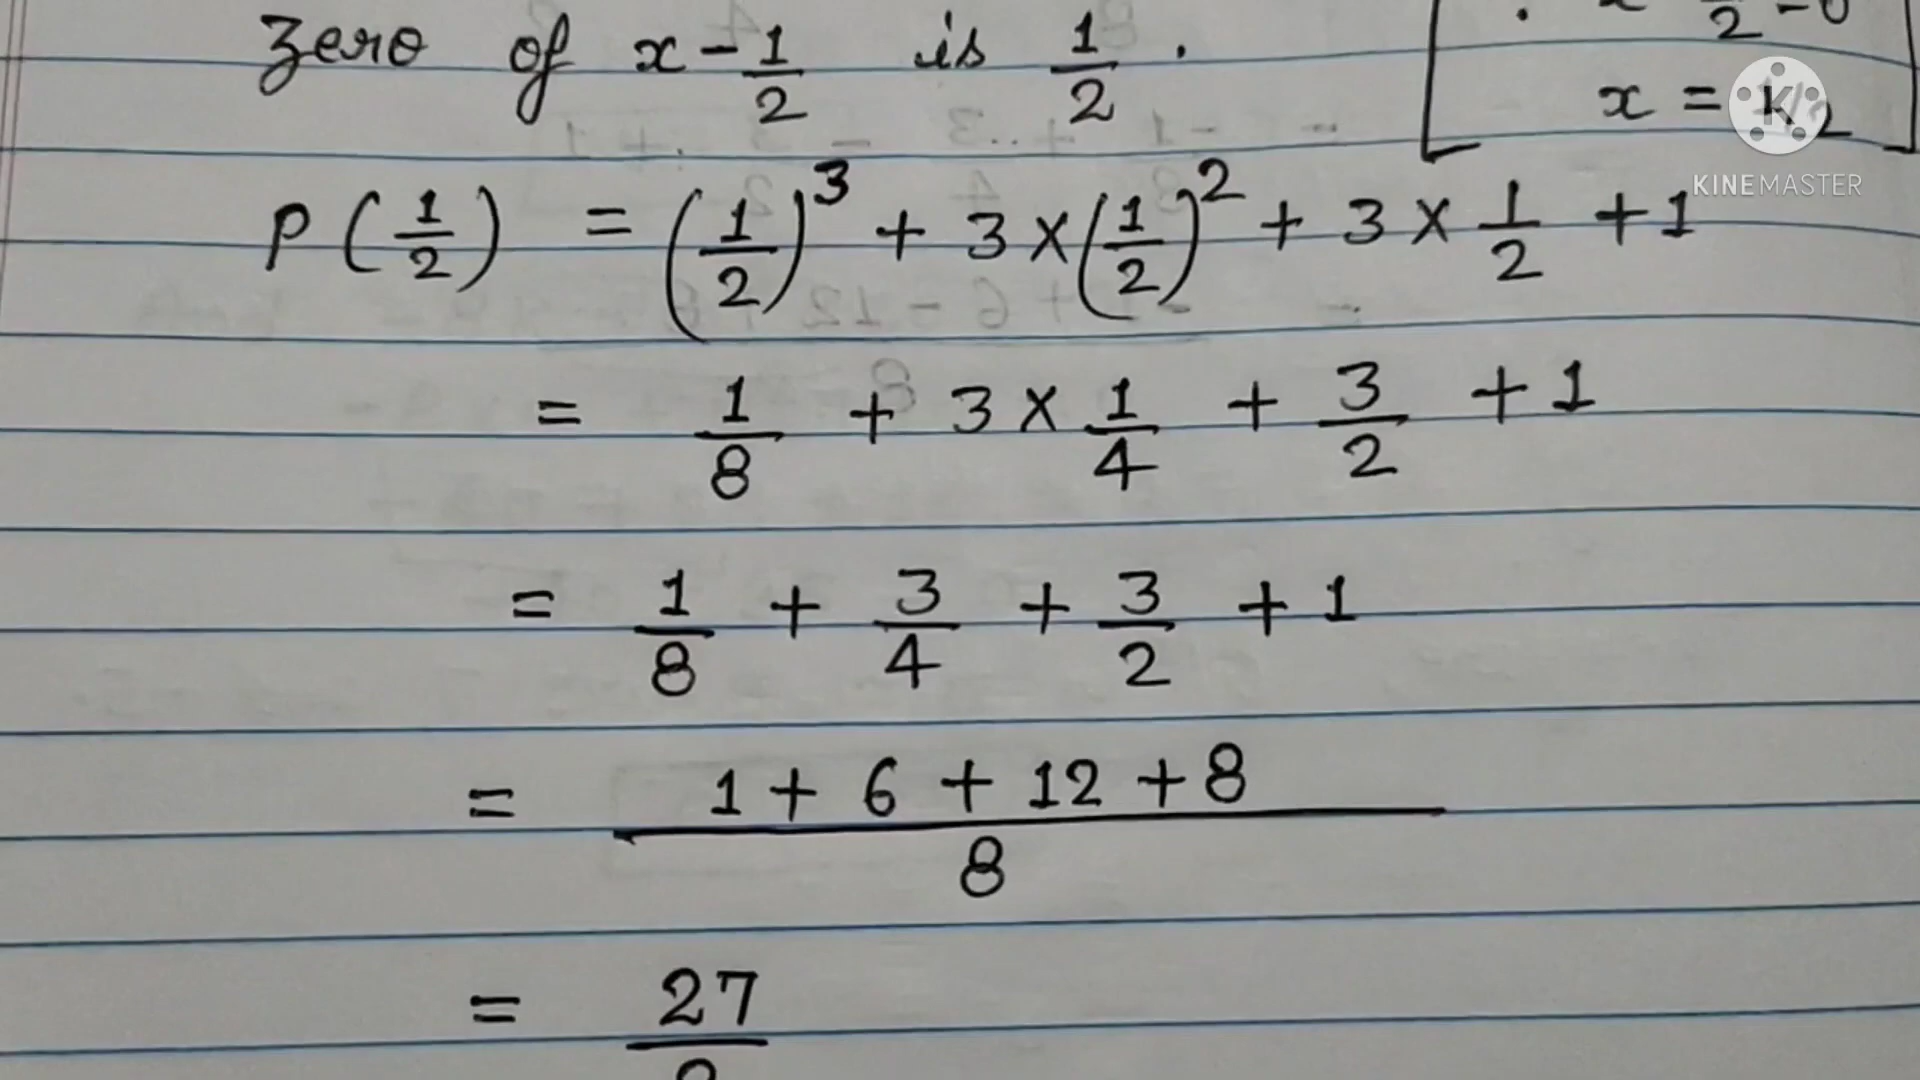 Zero of x - 1/2 is 1/2 .
x =
KINEMASTER
P(1/2) = (1/2)^3 + 3 × (1/2)^2 + 3 × 1/2 + 1
= 1/8 + 3 × 1/4 + 3/2 + 1
= 1/8 + 3/4 + 3/2 + 1
= 1 + 6 + 12 + 8 / 8
= 27